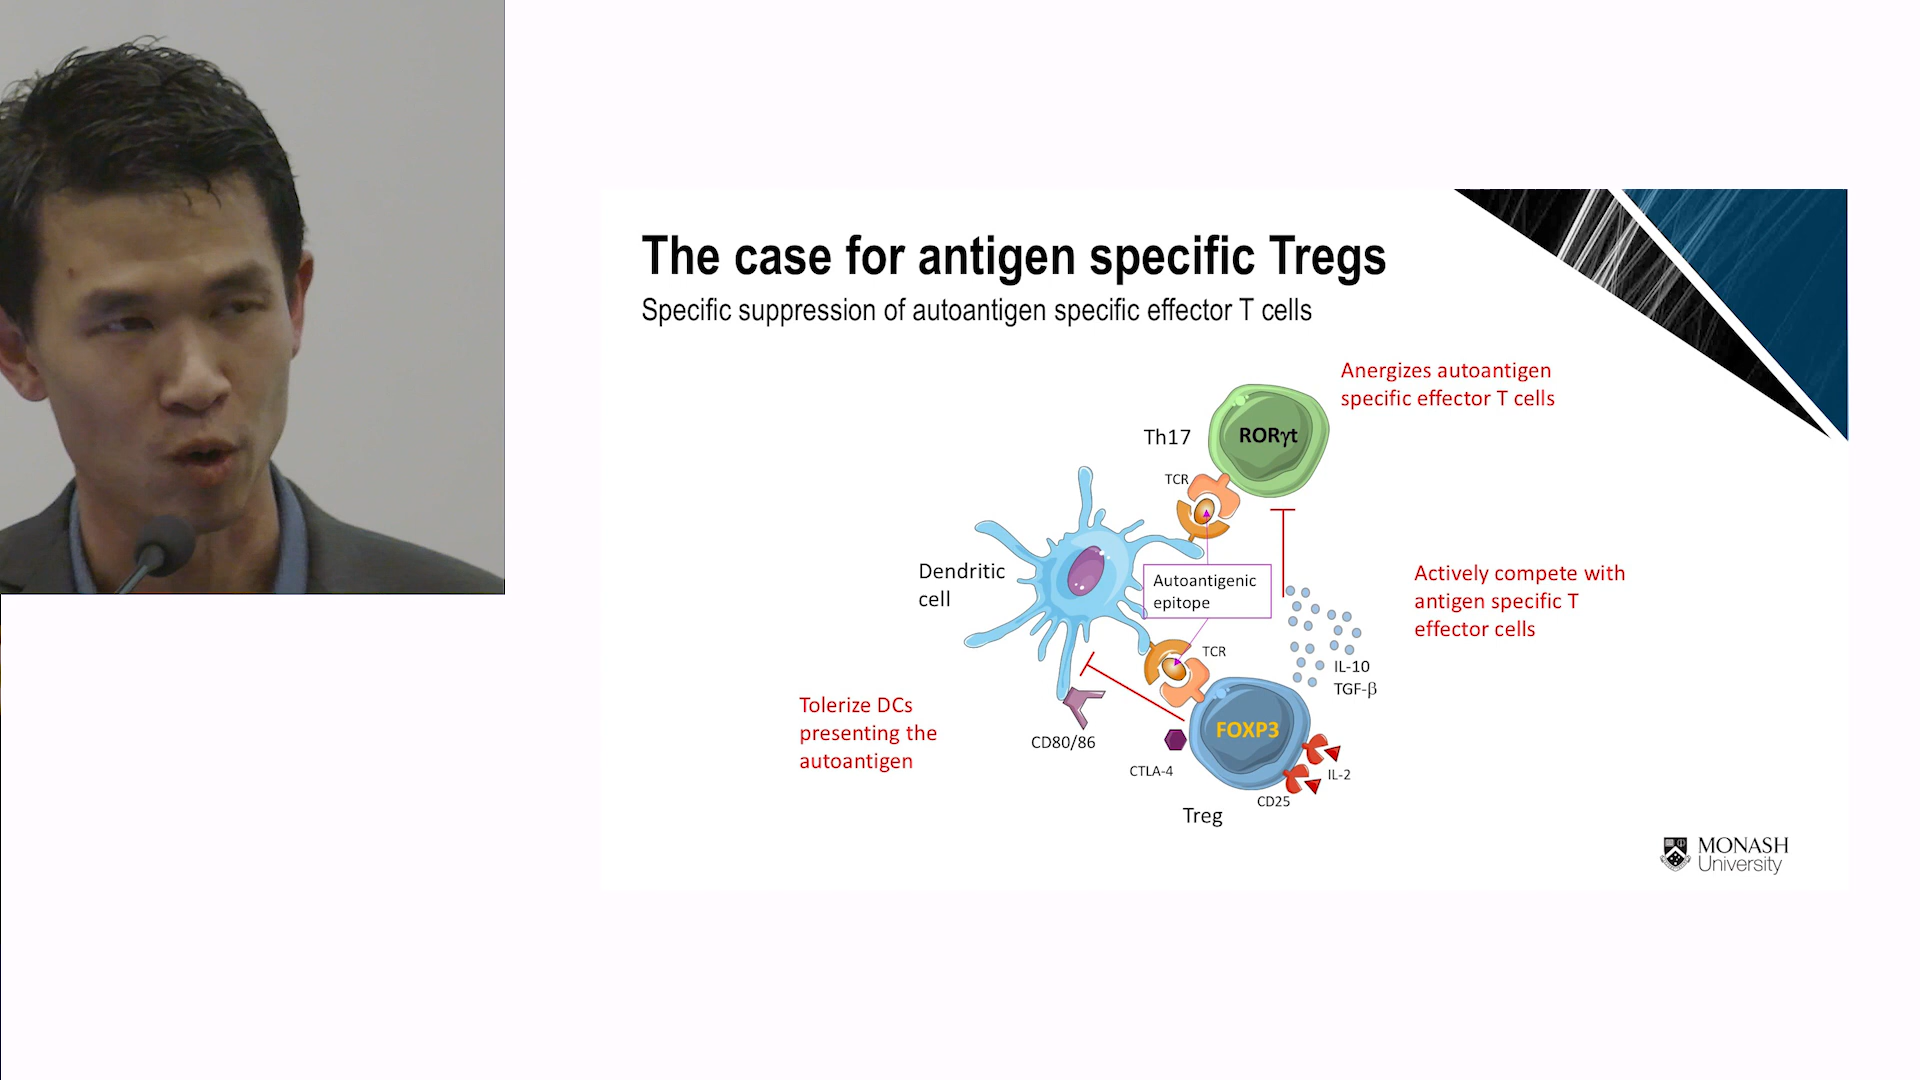 The case for antigen specific Tregs
Specific suppression of autoantigen specific effector T cells
Anergizes autoantigen
specific effector T cells
Th17
RORγt
TCR
Dendritic
cell
Autoantigenic
epitope
Actively compete with
antigen specific T
effector cells
TCR
IL-10
TGF-β
Tolerize DCs
presenting the
autoantigen
CD80/86
FOXP3
CTLA-4
IL-2
CD25
Treg
MONASH
University